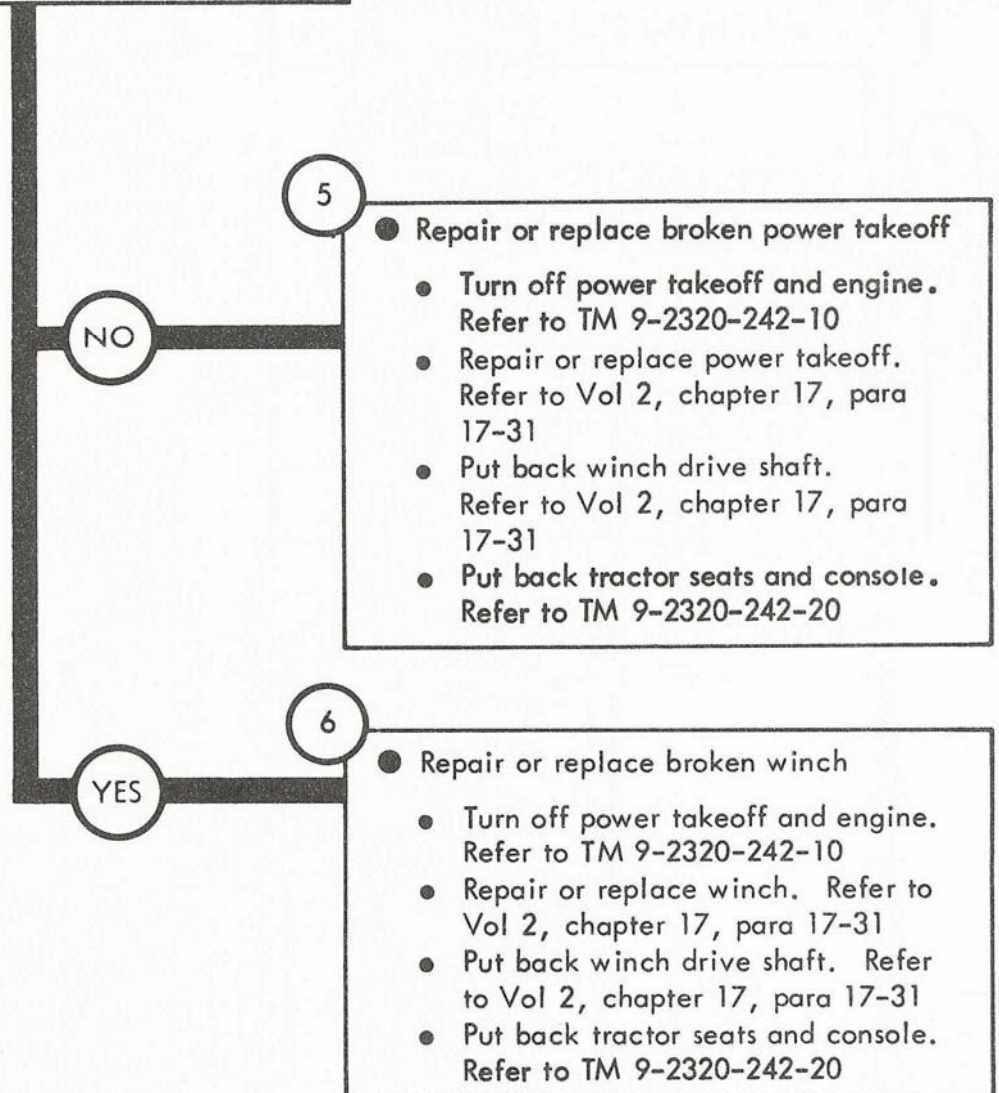 5
● Repair or replace broken power takeoff
● Turn off power takeoff and engine.
Refer to TM 9-2320-242-10
NO
● Repair or replace power takeoff.
Refer to Vol 2, chapter 17, para
17-31
● Put back winch drive shaft.
Refer to Vol 2, chapter 17, para
17-31
● Put back tractor seats and console.
Refer to TM 9-2320-242-20
6
● Repair or replace broken winch
YES
● Turn off power takeoff and engine.
Refer to TM 9-2320-242-10
● Repair or replace winch. Refer to
Vol 2, chapter 17, para 17-31
● Put back winch drive shaft. Refer
to Vol 2, chapter 17, para 17-31
● Put back tractor seats and console.
Refer to TM 9-2320-242-20